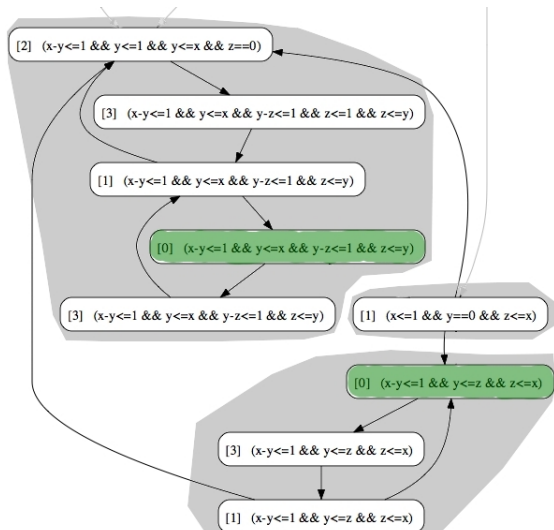 [2] (x-y<=1 && y<=1 && y<=x && z==0)
[3] (x-y<=1 && y<=x && y-z<=1 && z<=1 && z<=y)
[1] (x-y<=1 && y<=x && y-z<=1 && z<=y)
[0] (x-y<=1 && y<=x && y-z<=1 && z<=y)
[3] (x-y<=1 && y<=x && y-z<=1 && z<=y)
[1] (x<=1 && y==0 && z<=x)
[0] (x-y<=1 && y<=z && z<=x)
[3] (x-y<=1 && y<=z && z<=x)
[1] (x-y<=1 && y<=z && z<=x)